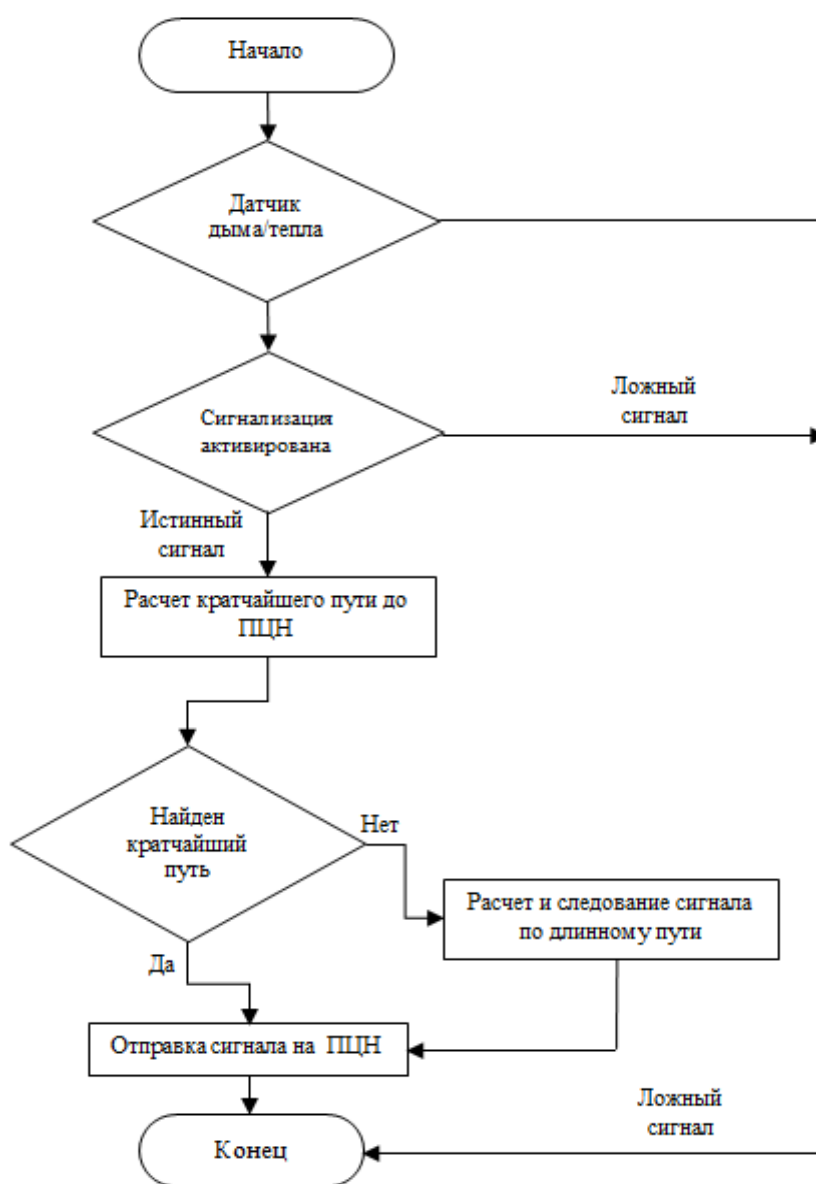 Начало
Датчик
дыма/тепла
Сигнализация
активирована
Ложный
сигнал
Истинный
сигнал
Расчет кратчайшего пути до
ПЦН
Найден
кратчайший
путь
Нет
Расчет и следование сигнала
по длинному пути
Да
Отправка сигнала на ПЦН
Ложный
сигнал
Конец